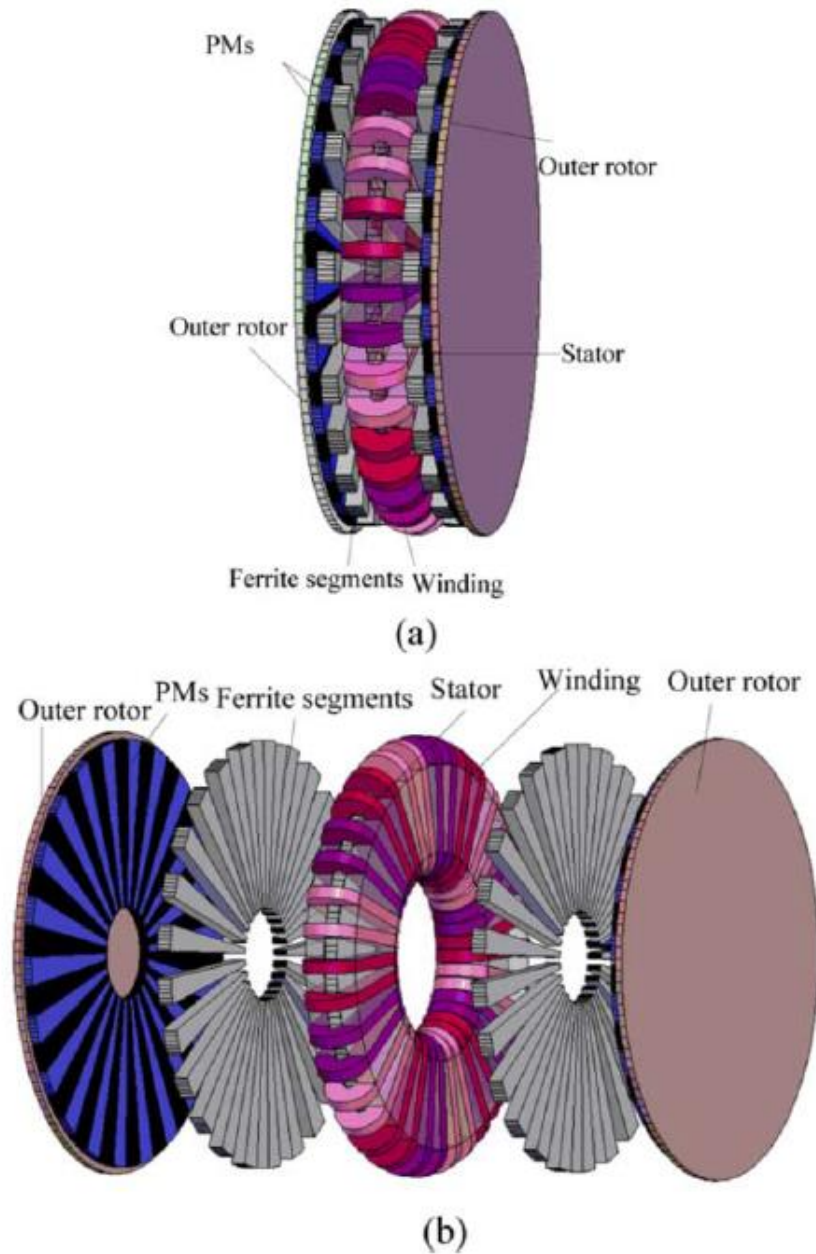 PMs
Outer rotor
Outer rotor
Stator
Ferrite segments Winding
(a)
Outer rotor PMs Ferrite segments Stator Winding Outer rotor
(b)